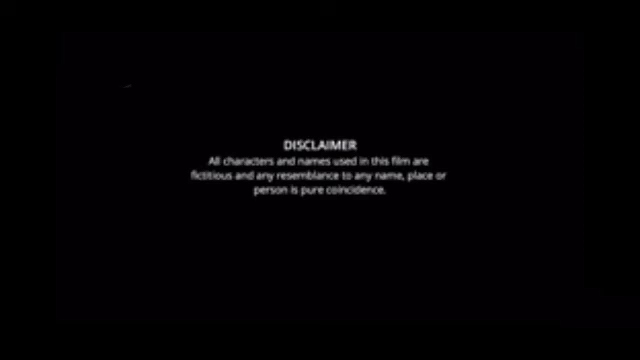 DISCLAIMER
All characters and names used in this film are
fictitious and any resemblance to any name, place or
person is pure coincidence.